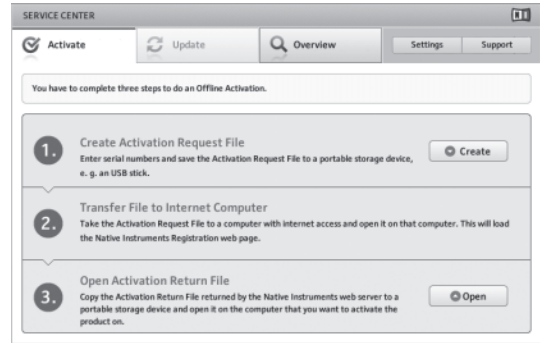 SERVICE CENTER
Activate
Update
Overview
Settings
Support
You have to complete three steps to do an Offline Activation.
1.
Create Activation Request File
Enter serial numbers and save the Activation Request File to a portable storage device,
e. g. an USB stick.
Create
2.
Transfer File to Internet Computer
Take the Activation Request File to a computer with internet access and open it on that computer. This will load
the Native Instruments Registration web page.
3.
Open Activation Return File
Copy the Activation Return File returned by the Native Instruments web server to a
portable storage device and open it on the computer that you want to activate the
product on.
Open